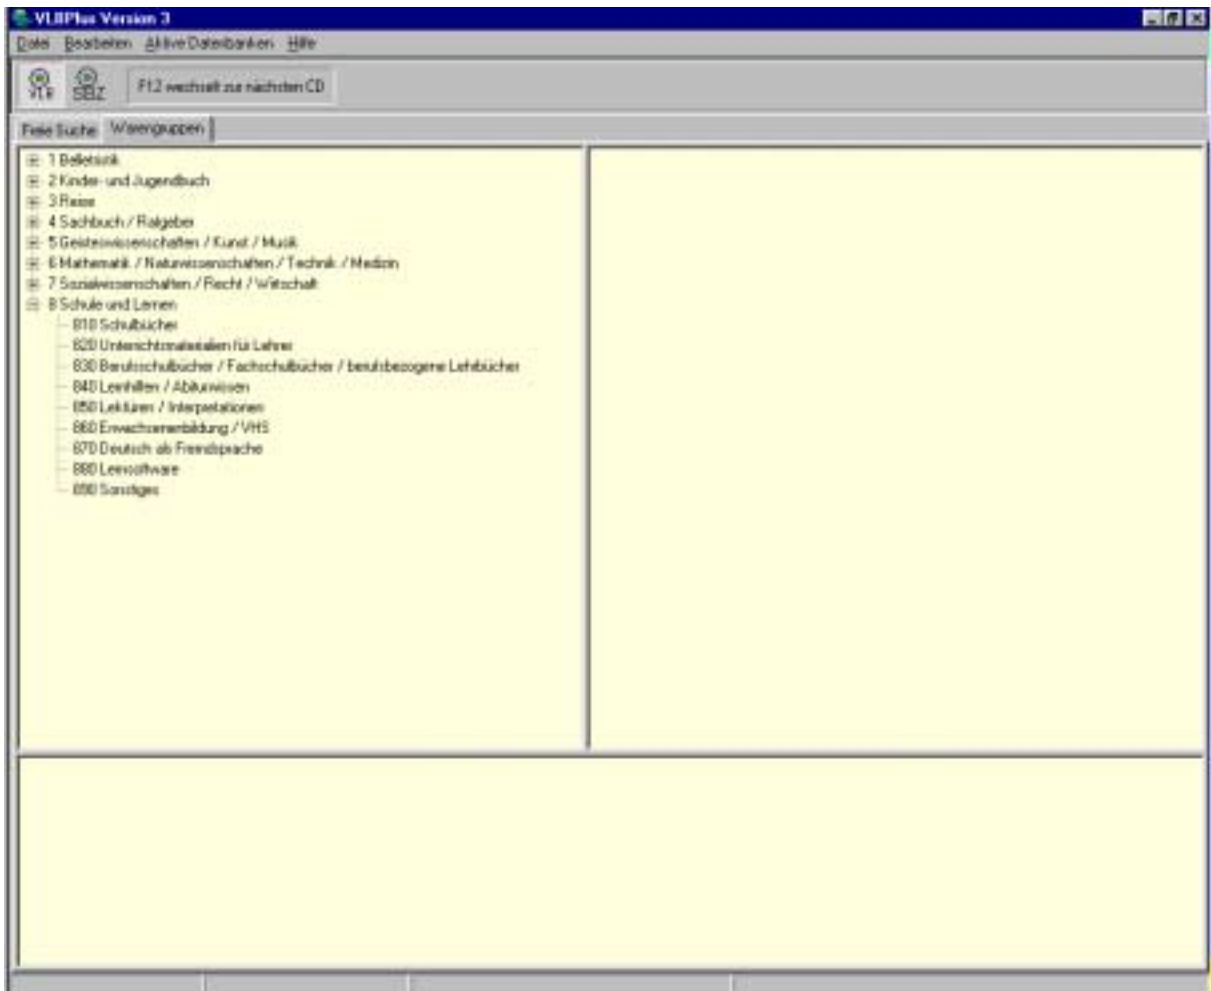 VLBPlus Version 3
Datei Bearbeiten Aktive Datenbanken Hilfe
VLB SBZ F12 wechselt zur nächsten CD
Freie Suche Warengruppen
1 Belletristik
2 Kinder- und Jugendbuch
3 Reise
4 Sachbuch / Ratgeber
5 Geisteswissenschaften / Kunst / Musik
6 Mathematik / Naturwissenschaften / Technik / Medizin
7 Sozialwissenschaften / Recht / Wirtschaft
8 Schule und Lernen
810 Schulbücher
820 Unterrichtsmaterialien für Lehrer
830 Berufsschulbücher / Fachschulbücher / berufsbezogene Lehrbücher
840 Lernhilfen / Abiturwissen
850 Lektüren / Interpretationen
860 Erwachsenenbildung / VHS
870 Deutsch als Fremdsprache
880 Lernsoftware
890 Sonstiges